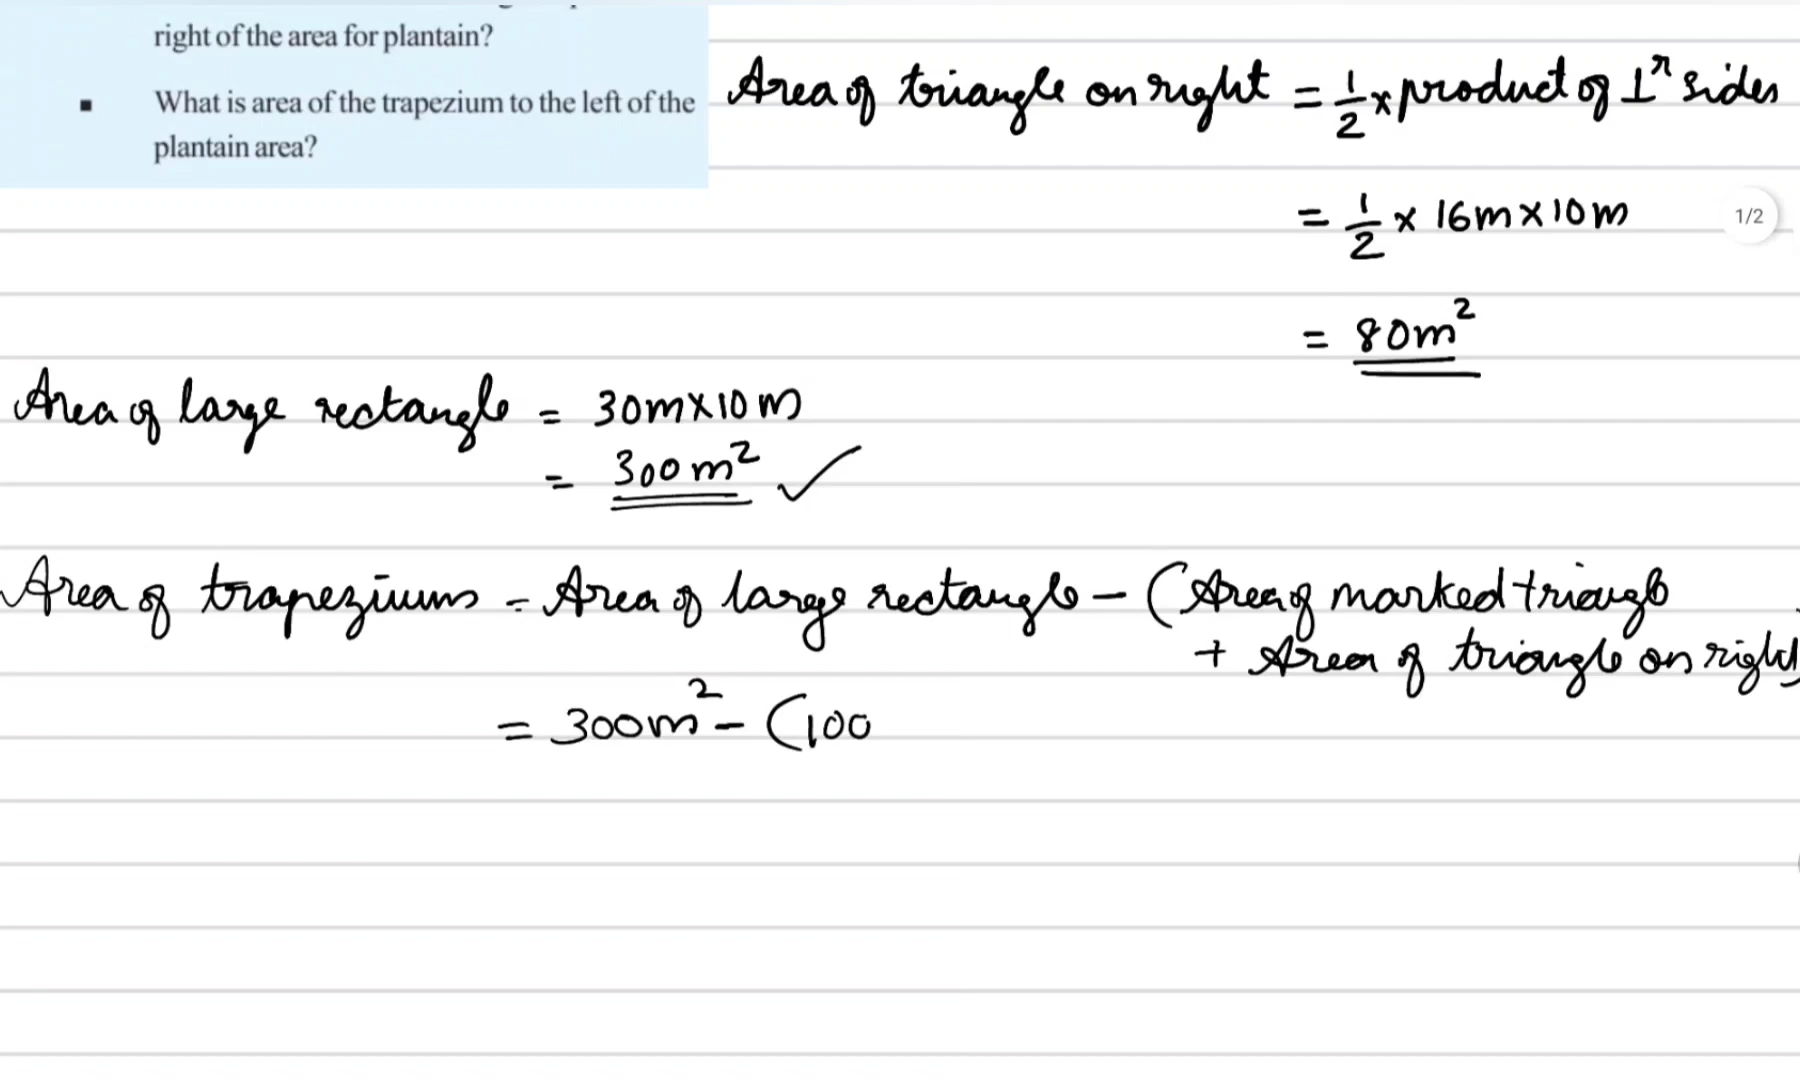 right of the area for plantain?
▪ What is area of the trapezium to the left of the
plantain area?
Area of triangle on right = 1/2 × product of ⊥r sides
= 1/2 × 16m × 10m
1/2
= 80m²
Area of large rectangle = 30m×10m
= 300m² ✓
Area of trapezium = Area of large rectangle – (Area of marked triangle
+ Area of triangle on right)
= 300m² – (100